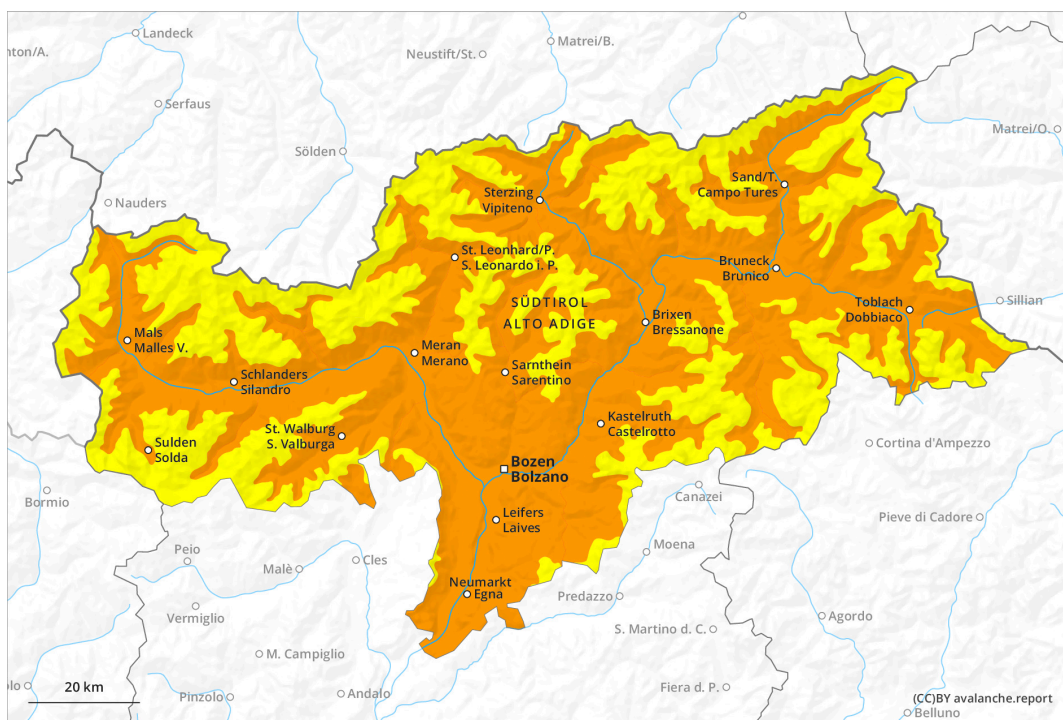 Landeck
nton/A.
Neustift/St.
Matrei/B.
Serfaus
Matrei/O.
Sölden
Sand/T.
Campo Tures
Sterzing
Vipiteno
Nauders
St. Leonhard/P.
S. Leonardo i. P.
Bruneck
Brunico
SÜDTIROL
ALTO ADIGE
Toblach
Dobbiaco
Sillian
Brixen
Bressanone
Mals
Malles V.
Meran
Merano
Sarnthein
Sarentino
Schlanders
Silandro
St. Walburg
S. Valburga
Kastelruth
Castelrotto
Sulden
Solda
Cortina d'Ampezzo
Bozen
Bolzano
Bormio
Canazei
Leifers
Laives
Pieve di Cadore
Peio
Moena
Cles
Malè
Neumarkt
Egna
Predazzo
Vermiglio
Agordo
S. Martino d. C.
M. Campiglio
20 km
olo
Pinzolo
Andalo
Fiera d. P.
(CC)BY avalanche.report
Belluno